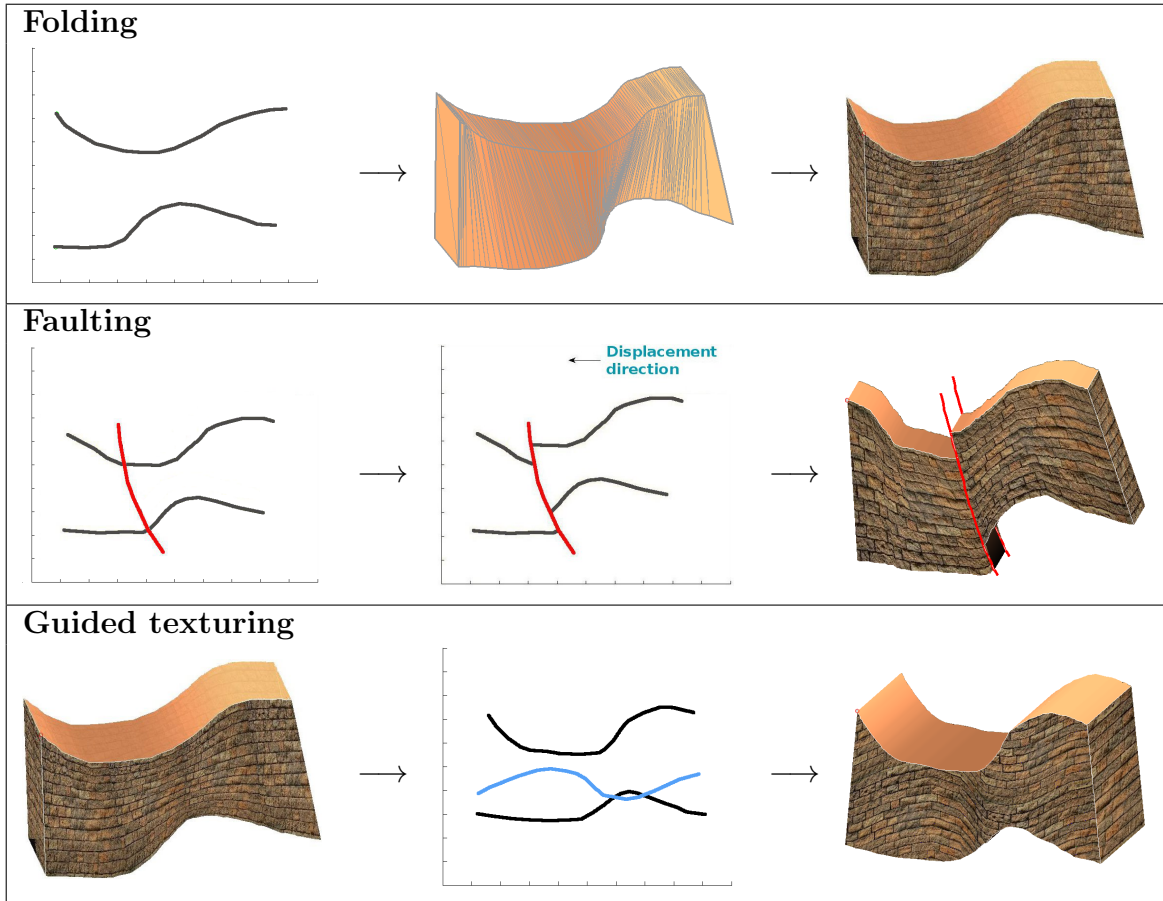 Folding
Faulting
Displacement
direction
Guided texturing